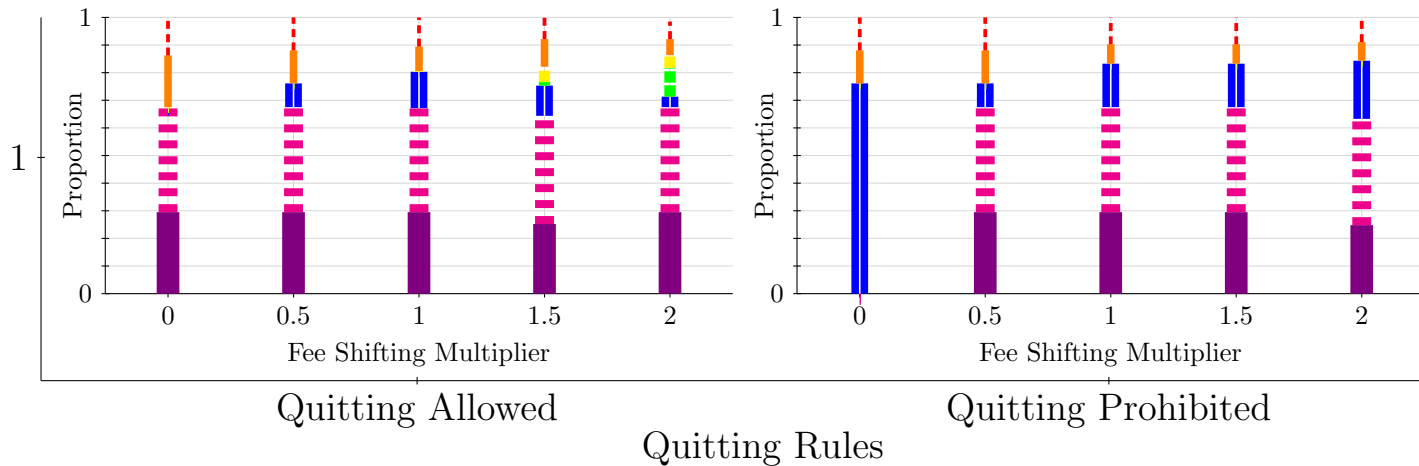 1
Proportion
1
0
0 0.5 1 1.5 2
Fee Shifting Multiplier
Proportion
1
0
0 0.5 1 1.5 2
Fee Shifting Multiplier
Quitting Allowed
Quitting Prohibited
Quitting Rules